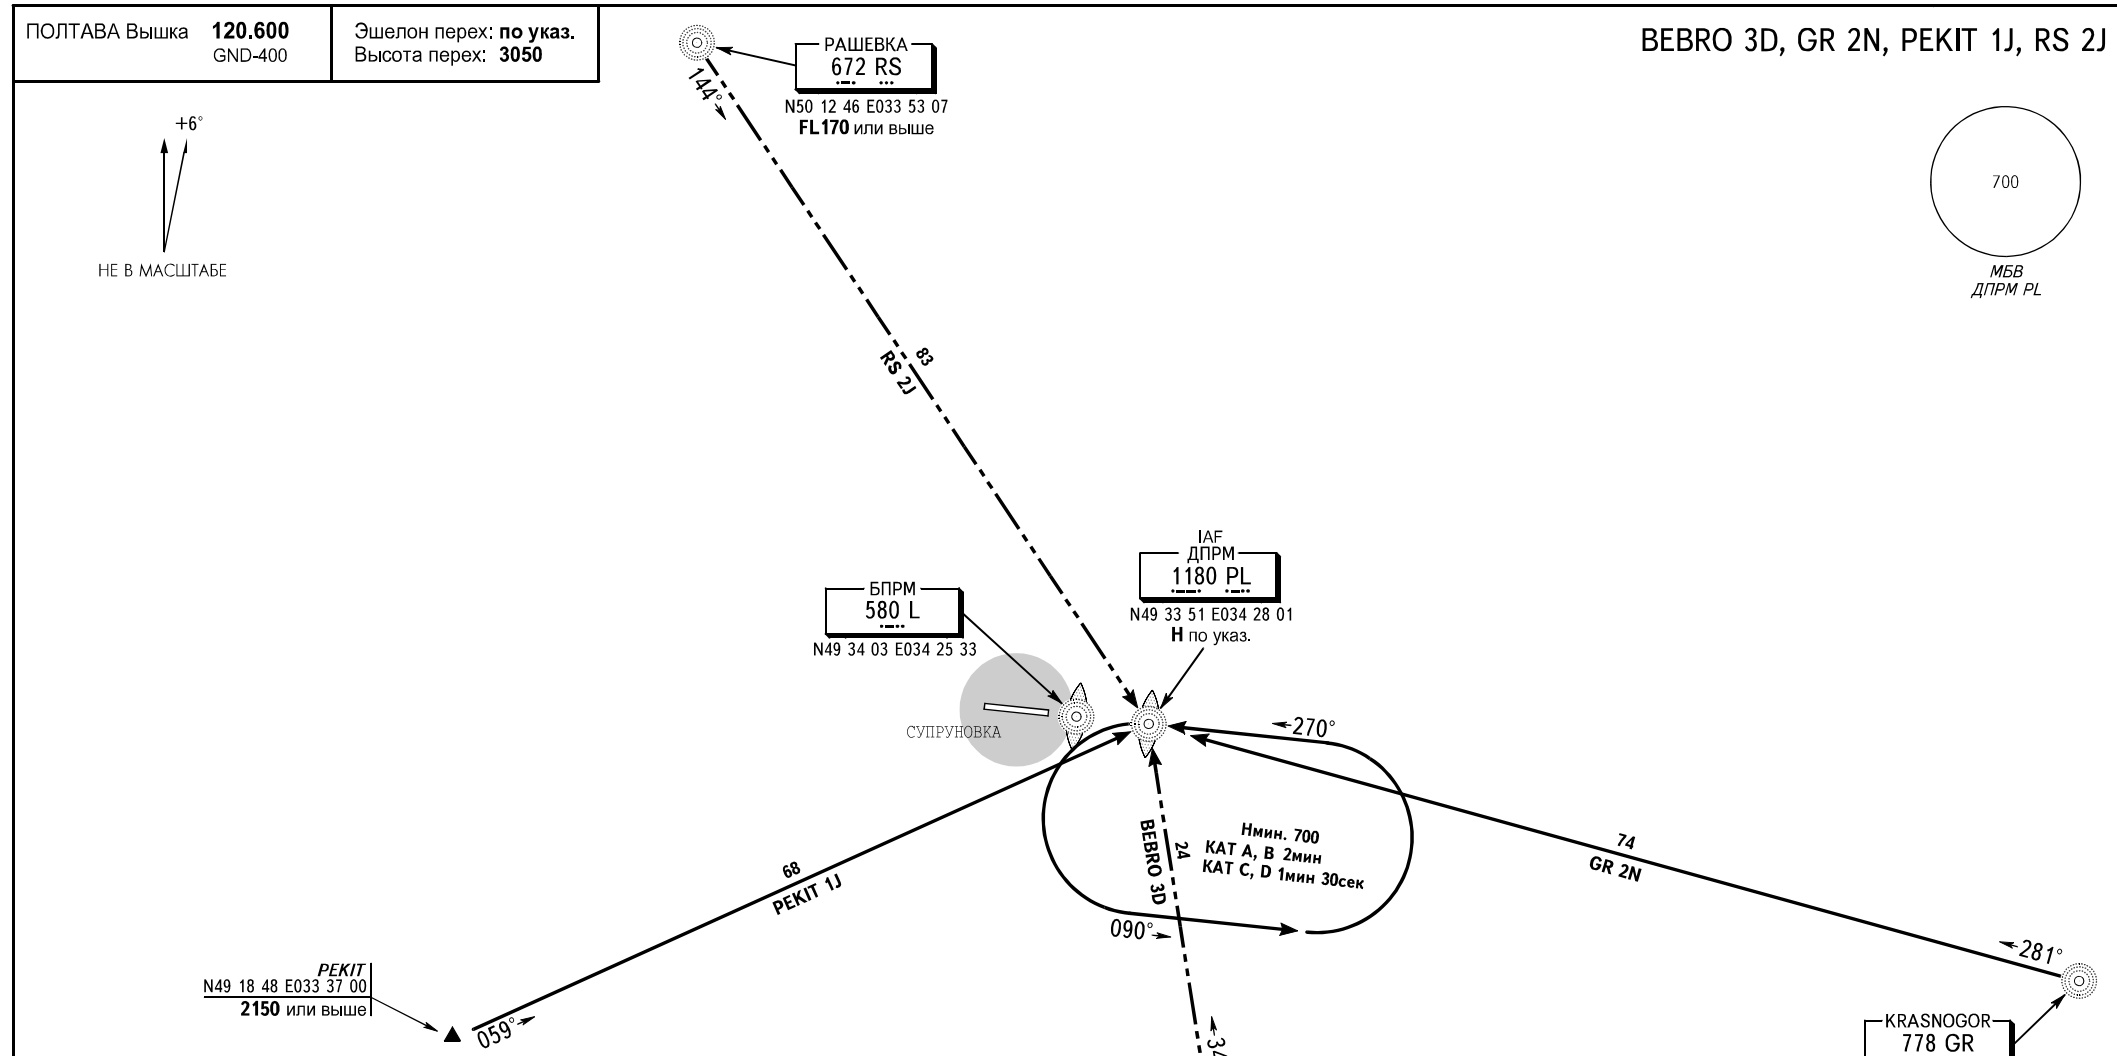 ПОЛТАВА Вышка 120.600
GND-400
Эшелон перех: по указ.
Высота перех: 3050
BEBRO 3D, GR 2N, PEKIT 1J, RS 2J
РАШЕВКА
672 RS
N50 12 46 E033 53 07
FL170 или выше
144°
+6°
НЕ В МАСШТАБЕ
700
МБВ
ДПРМ PL
83
RS 2J
IAF
ДПРМ
1180 PL
N49 33 51 E034 28 01
Н по указ.
БПРМ
580 L
N49 34 03 E034 25 33
СУПРУНОВКА
270°
24
BEBRO 3D
Нмин. 700
КАТ А, В 2мин
КАТ С, D 1мин 30сек
74
GR 2N
68
PEKIT 1J
090°
281°
PEKIT
N49 18 48 E033 37 00
2150 или выше
059°
KRASNOGOR
778 GR